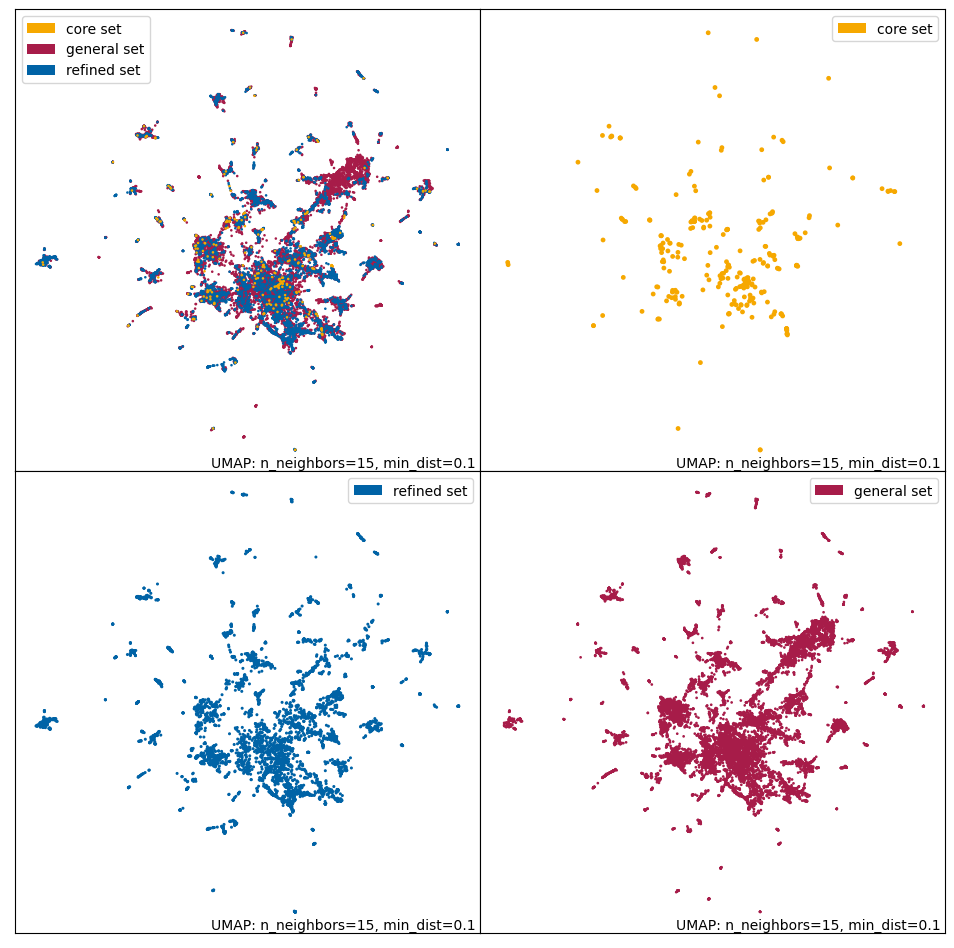 core set
general set
refined set
core set
UMAP: n_neighbors=15, min_dist=0.1
UMAP: n_neighbors=15, min_dist=0.1
refined set
general set
UMAP: n_neighbors=15, min_dist=0.1
UMAP: n_neighbors=15, min_dist=0.1